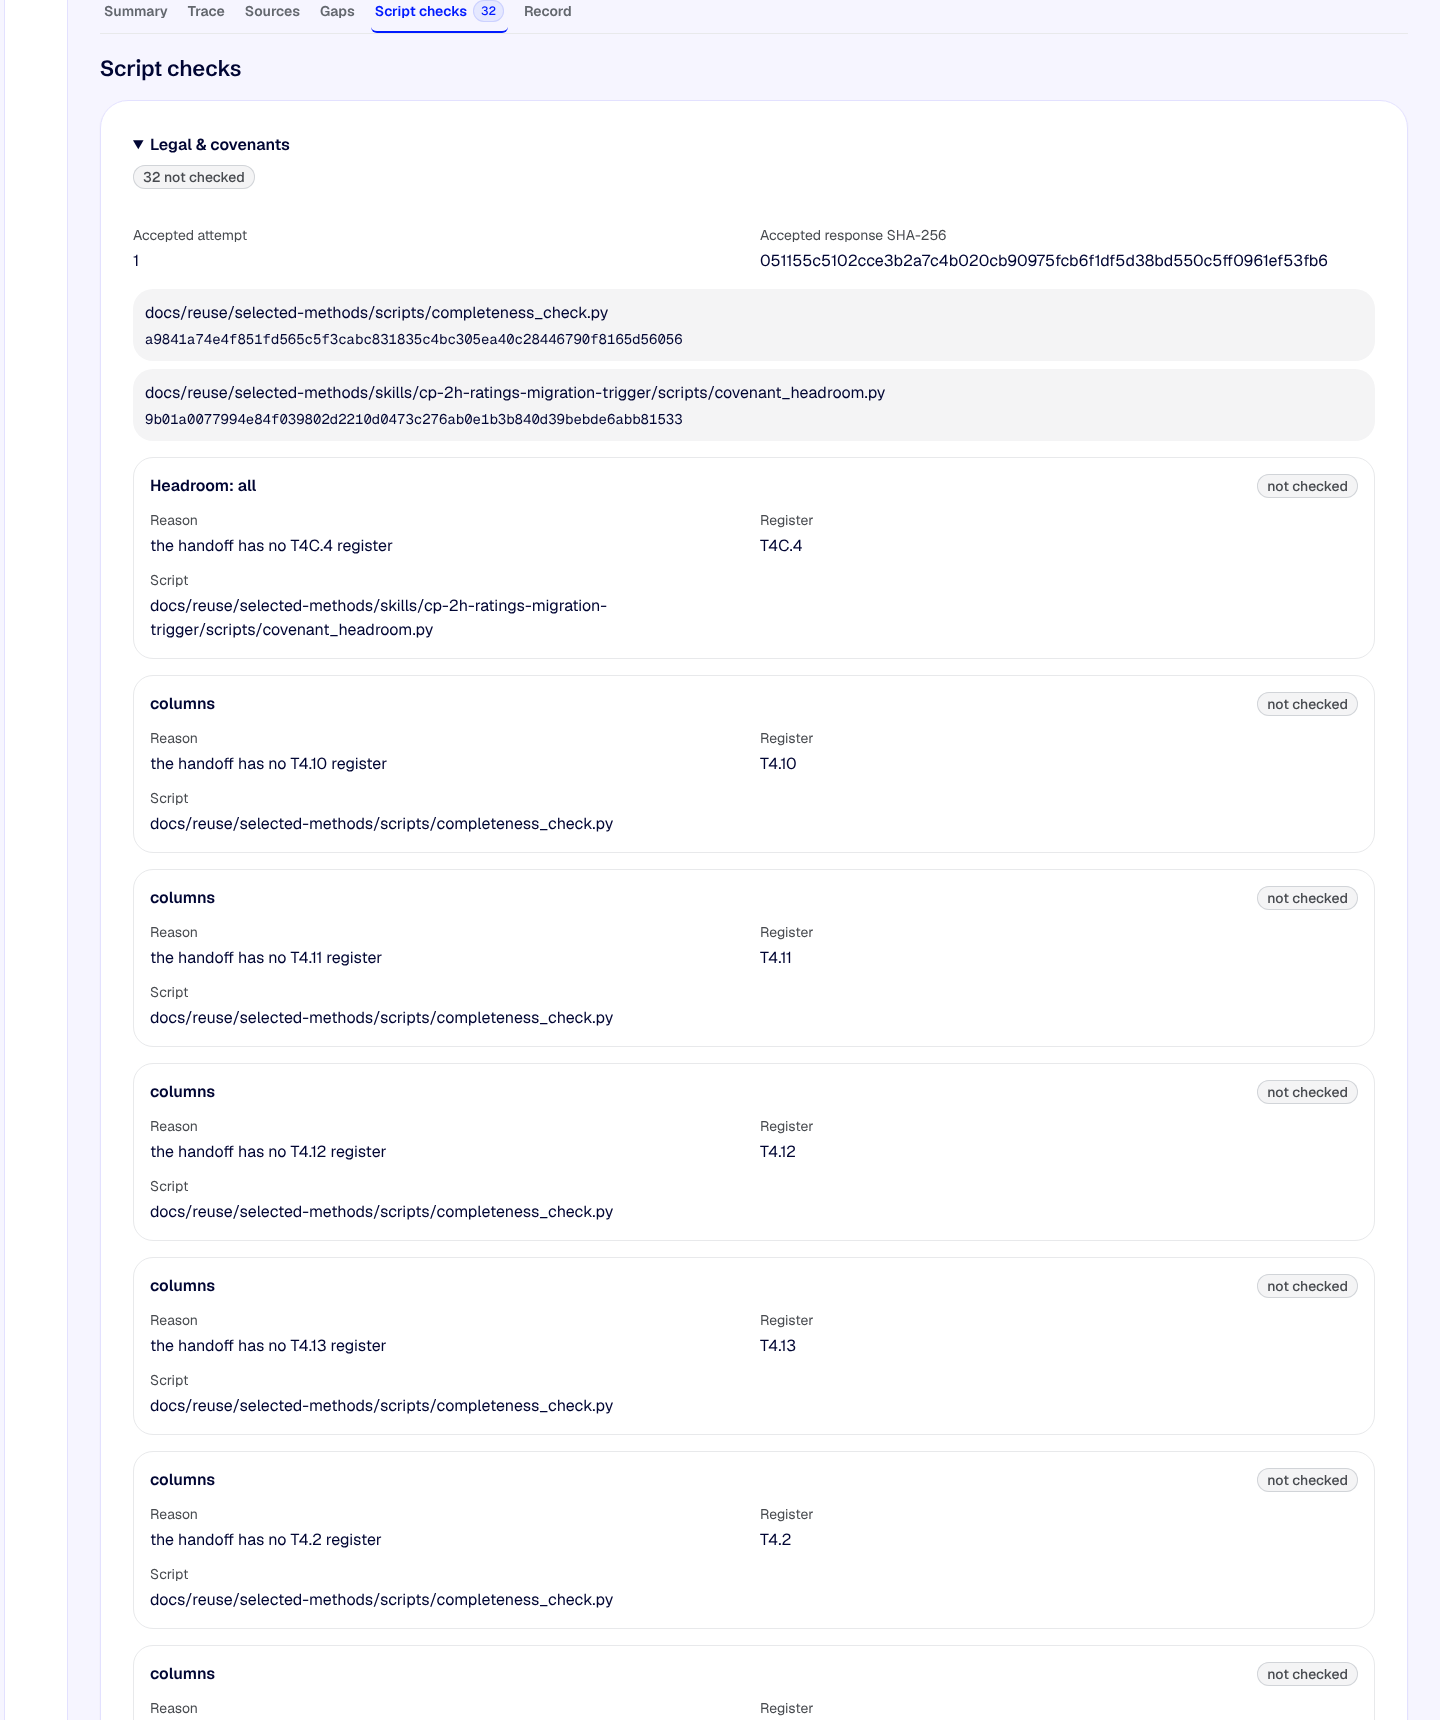 Summary Trace Sources Gaps Script checks 32 Record
Script checks
▼ Legal & covenants
32 not checked
Accepted attempt
1
Accepted response SHA-256
051155c5102cce3b2a7c4b020cb90975fcb6f1df5d38bd550c5ff0961ef53fb6
docs/reuse/selected-methods/scripts/completeness_check.py
a9841a74e4f851fd565c5f3cabc831835c4bc305ea40c28446790f8165d56056
docs/reuse/selected-methods/skills/cp-2h-ratings-migration-trigger/scripts/covenant_headroom.py
9b01a0077994e84f039802d2210d0473c276ab0e1b3b840d39bebde6abb81533
Headroom: all
not checked
Reason
the handoff has no T4C.4 register
Register
T4C.4
Script
docs/reuse/selected-methods/skills/cp-2h-ratings-migration-
trigger/scripts/covenant_headroom.py
columns
not checked
Reason
the handoff has no T4.10 register
Register
T4.10
Script
docs/reuse/selected-methods/scripts/completeness_check.py
columns
not checked
Reason
the handoff has no T4.11 register
Register
T4.11
Script
docs/reuse/selected-methods/scripts/completeness_check.py
columns
not checked
Reason
the handoff has no T4.12 register
Register
T4.12
Script
docs/reuse/selected-methods/scripts/completeness_check.py
columns
not checked
Reason
the handoff has no T4.13 register
Register
T4.13
Script
docs/reuse/selected-methods/scripts/completeness_check.py
columns
not checked
Reason
the handoff has no T4.2 register
Register
T4.2
Script
docs/reuse/selected-methods/scripts/completeness_check.py
columns
not checked
Reason
Register